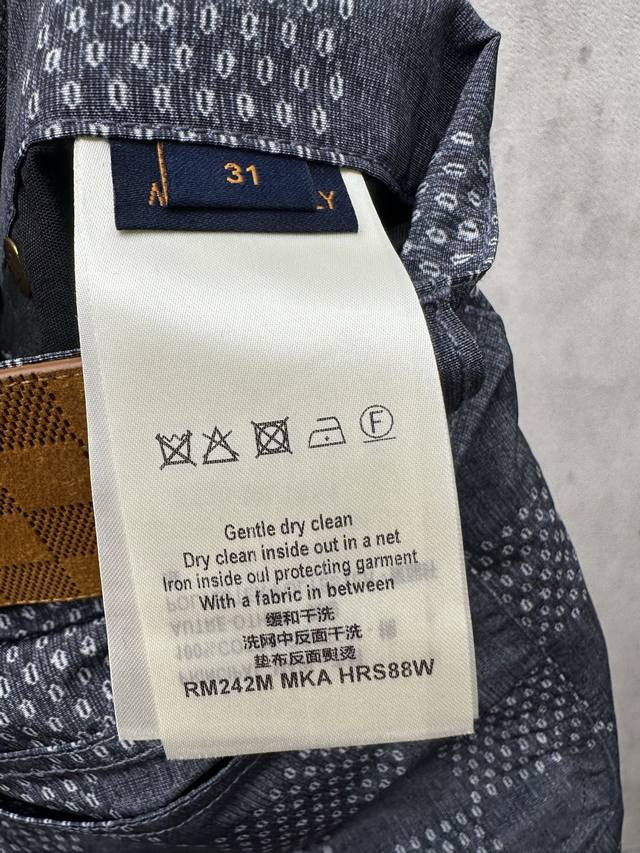 31
Gentle dry clean
Dry clean inside out in a net
Iron inside out protecting garment
With a fabric in between
缓和干洗
洗网中反面干洗
垫布反面熨烫
RM242M MKA HRS88W